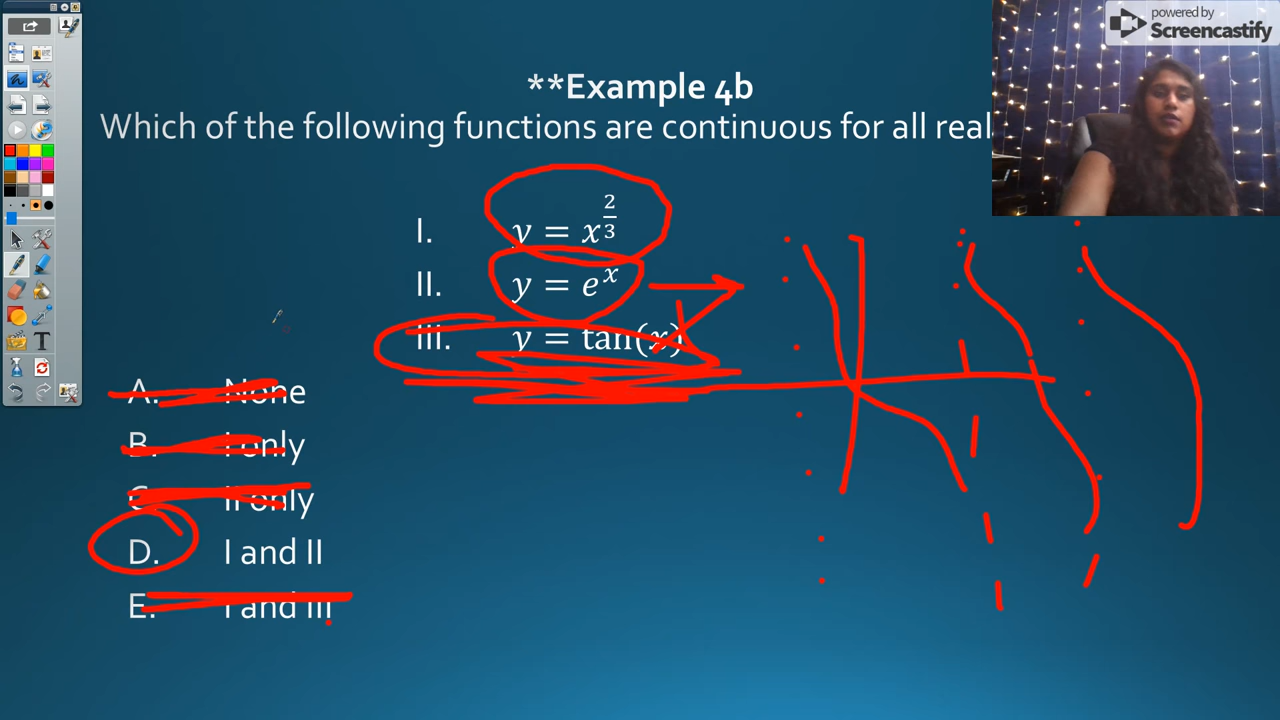 powered by
Screencastify
**Example 4b
Which of the following functions are continuous for all real
I. y = x^{2/3}
II. y = e^x
III. y = tan(x)
A. None
B. I only
C. II only
D. I and II
E. I and III